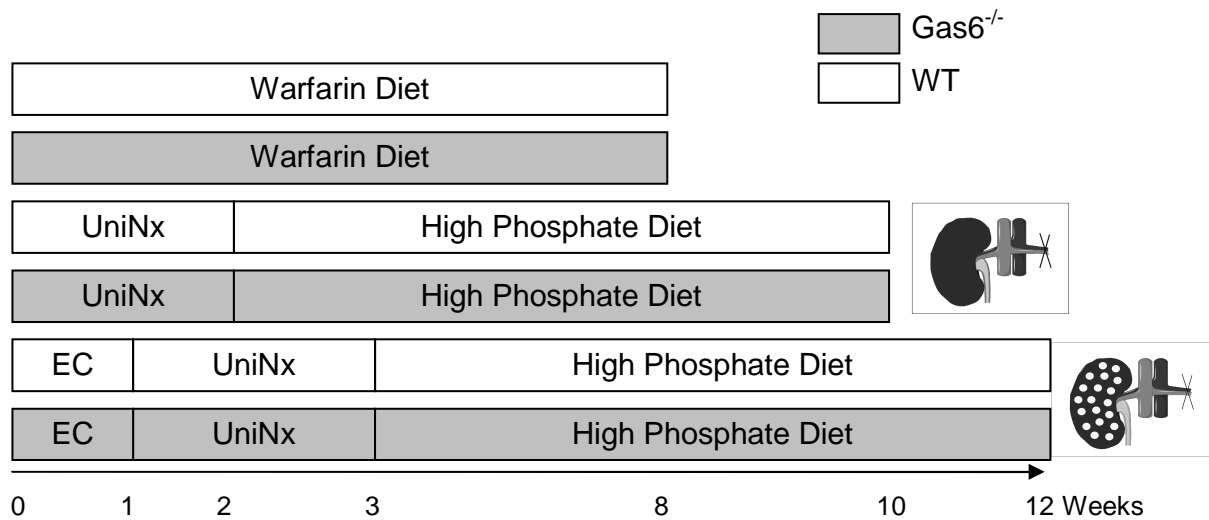 Gas6-/-
WT
Warfarin Diet
Warfarin Diet
UniNx High Phosphate Diet
UniNx High Phosphate Diet
EC UniNx High Phosphate Diet
EC UniNx High Phosphate Diet
0 1 2 3 8 10 12 Weeks